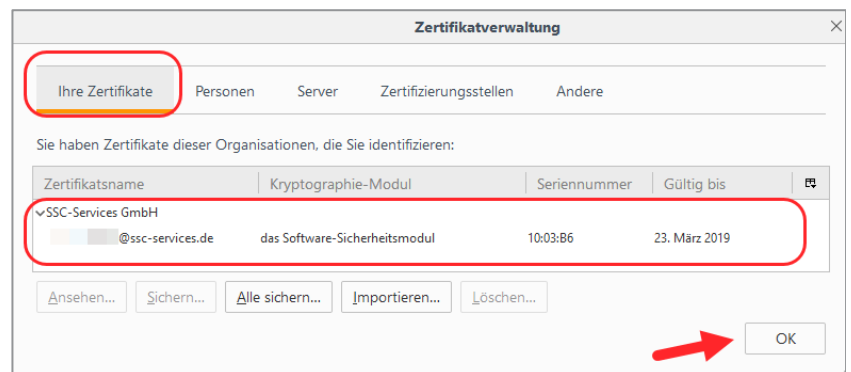 Zertifikatverwaltung
Ihre Zertifikate Personen Server Zertifizierungsstellen Andere
Sie haben Zertifikate dieser Organisationen, die Sie identifizieren:
Zertifikatsname Kryptographie-Modul Seriennummer Gültig bis
SSC-Services GmbH
@ssc-services.de das Software-Sicherheitsmodul 10:03:B6 23. März 2019
Ansehen... Sichern... Alle sichern... Importieren... Löschen...
OK